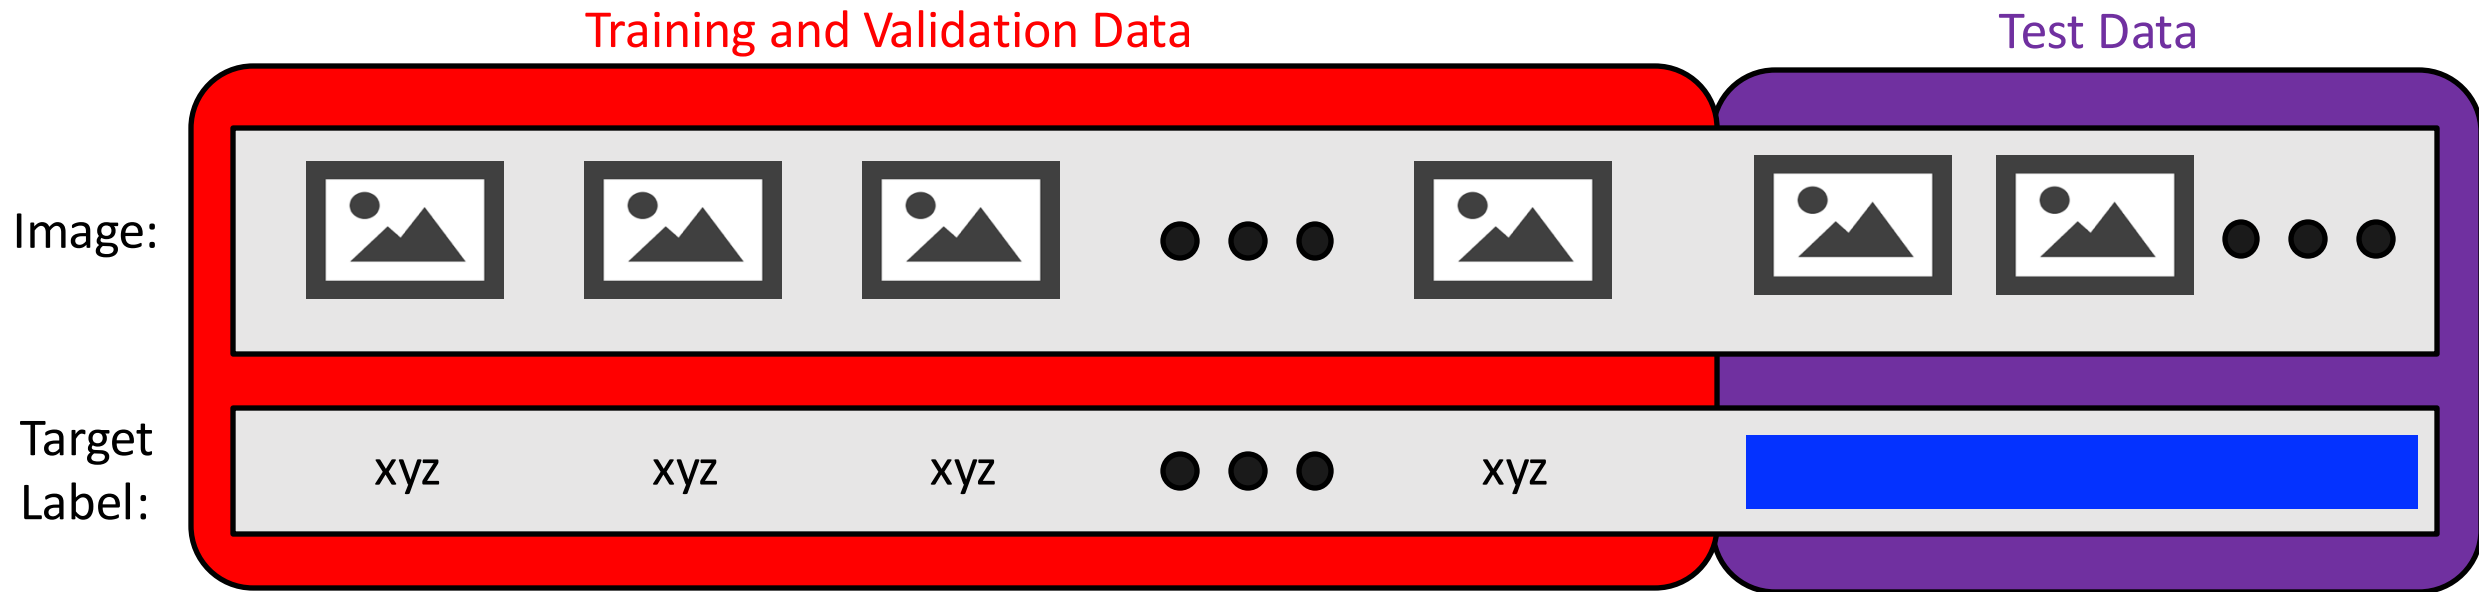 Training and Validation Data
Test Data
Image:
Target
Label:
xyz xyz xyz xyz